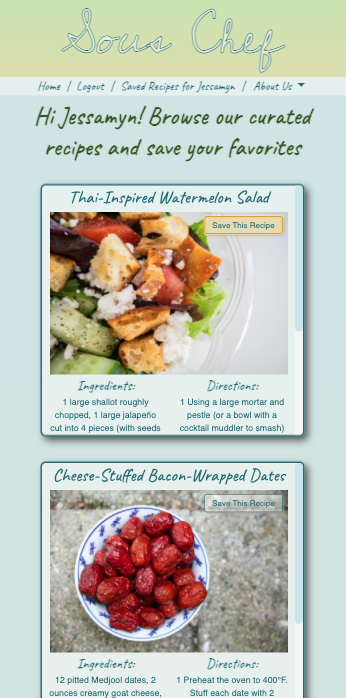 Sous Chef
Home / Logout / Saved Recipes for Jessamyn / About Us
Hi Jessamyn! Browse our curated
recipes and save your favorites
Thai-Inspired Watermelon Salad
Save This Recipe
Ingredients:
1 large shallot roughly
chopped, 1 large jalapeño
cut into 4 pieces (with seeds
Directions:
1 Using a large mortar and
pestle (or a bowl with a
cocktail muddler to smash)
Cheese-Stuffed Bacon-Wrapped Dates
Save This Recipe
Ingredients:
12 pitted Medjool dates, 2
ounces creamy goat cheese,
Directions:
1 Preheat the oven to 400°F.
Stuff each date with 2